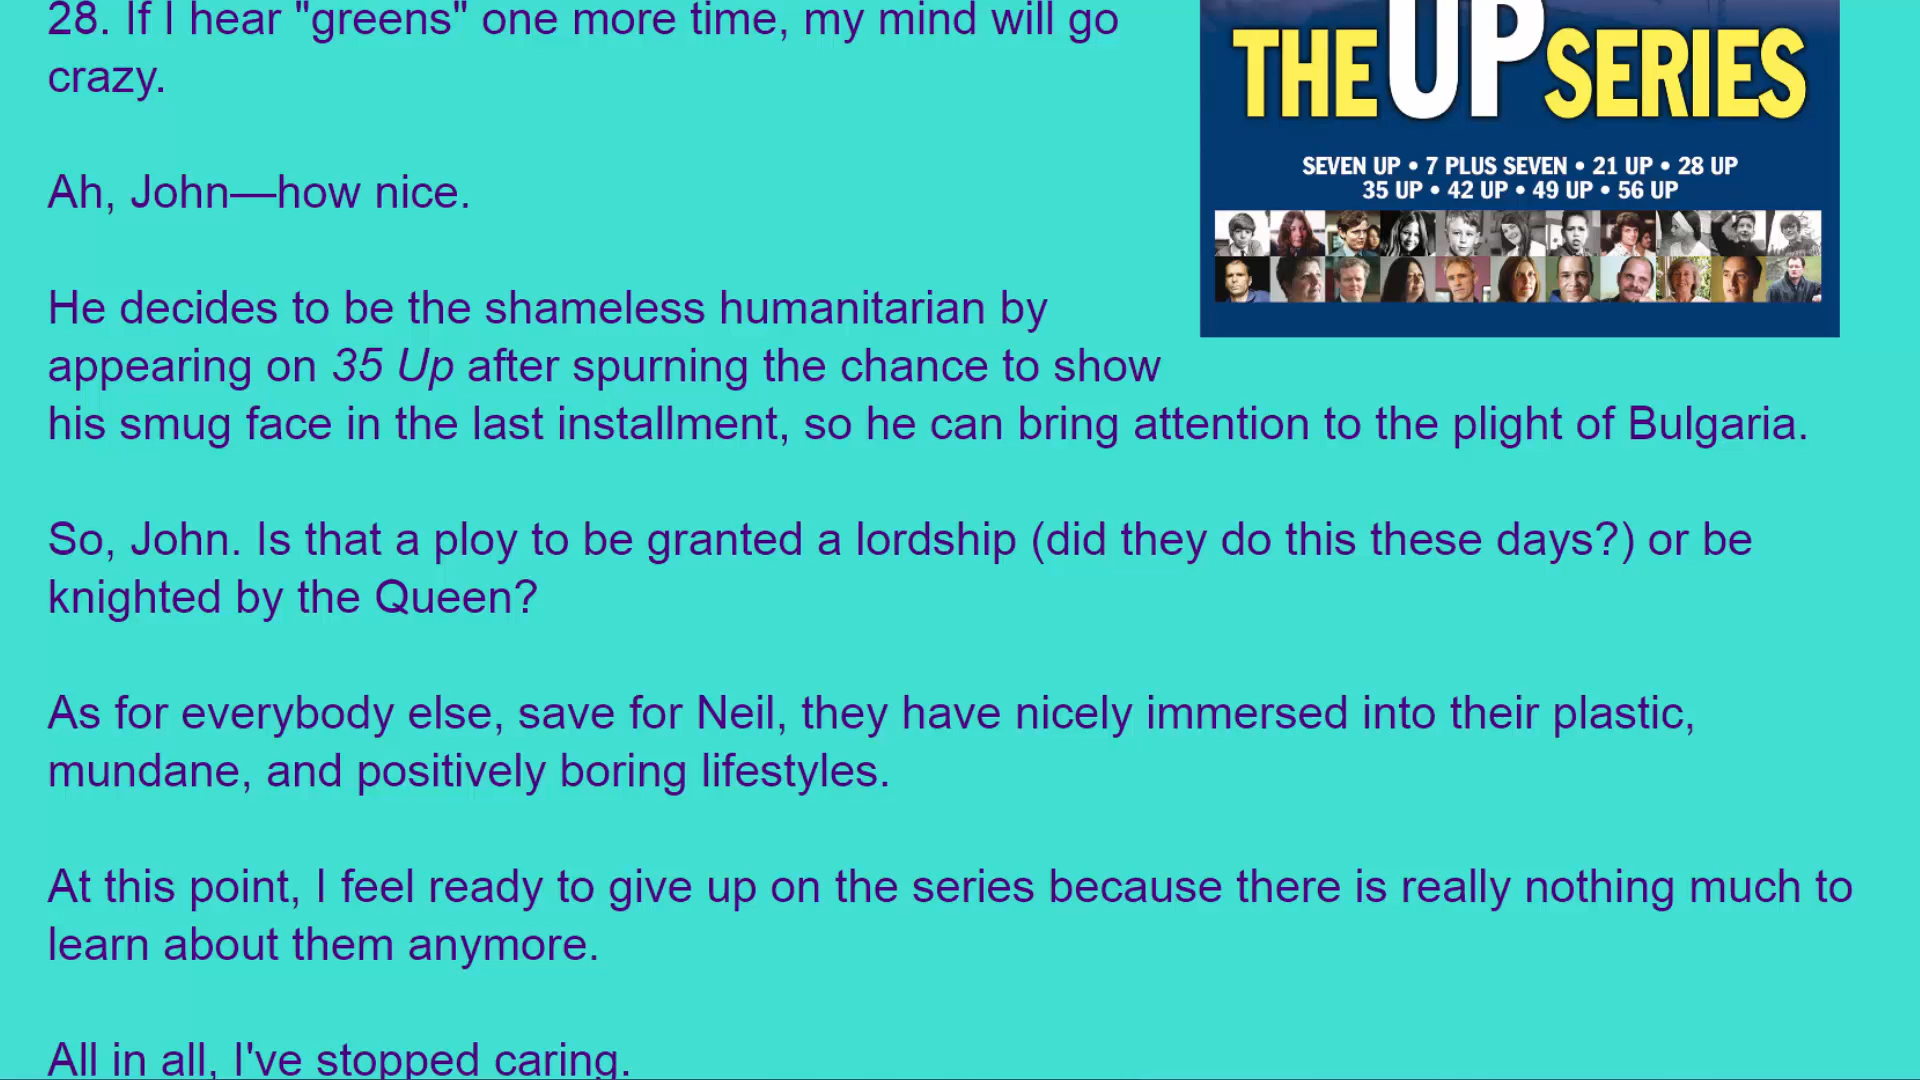 28. If I hear "greens" one more time, my mind will go
crazy.
Ah, John—how nice.
He decides to be the shameless humanitarian by
appearing on 35 Up after spurning the chance to show
his smug face in the last installment, so he can bring attention to the plight of Bulgaria.
So, John. Is that a ploy to be granted a lordship (did they do this these days?) or be
knighted by the Queen?
As for everybody else, save for Neil, they have nicely immersed into their plastic,
mundane, and positively boring lifestyles.
At this point, I feel ready to give up on the series because there is really nothing much to
learn about them anymore.
All in all, I've stopped caring.
THE UP SERIES
SEVEN UP • 7 PLUS SEVEN • 21 UP • 28 UP
35 UP • 42 UP • 49 UP • 56 UP